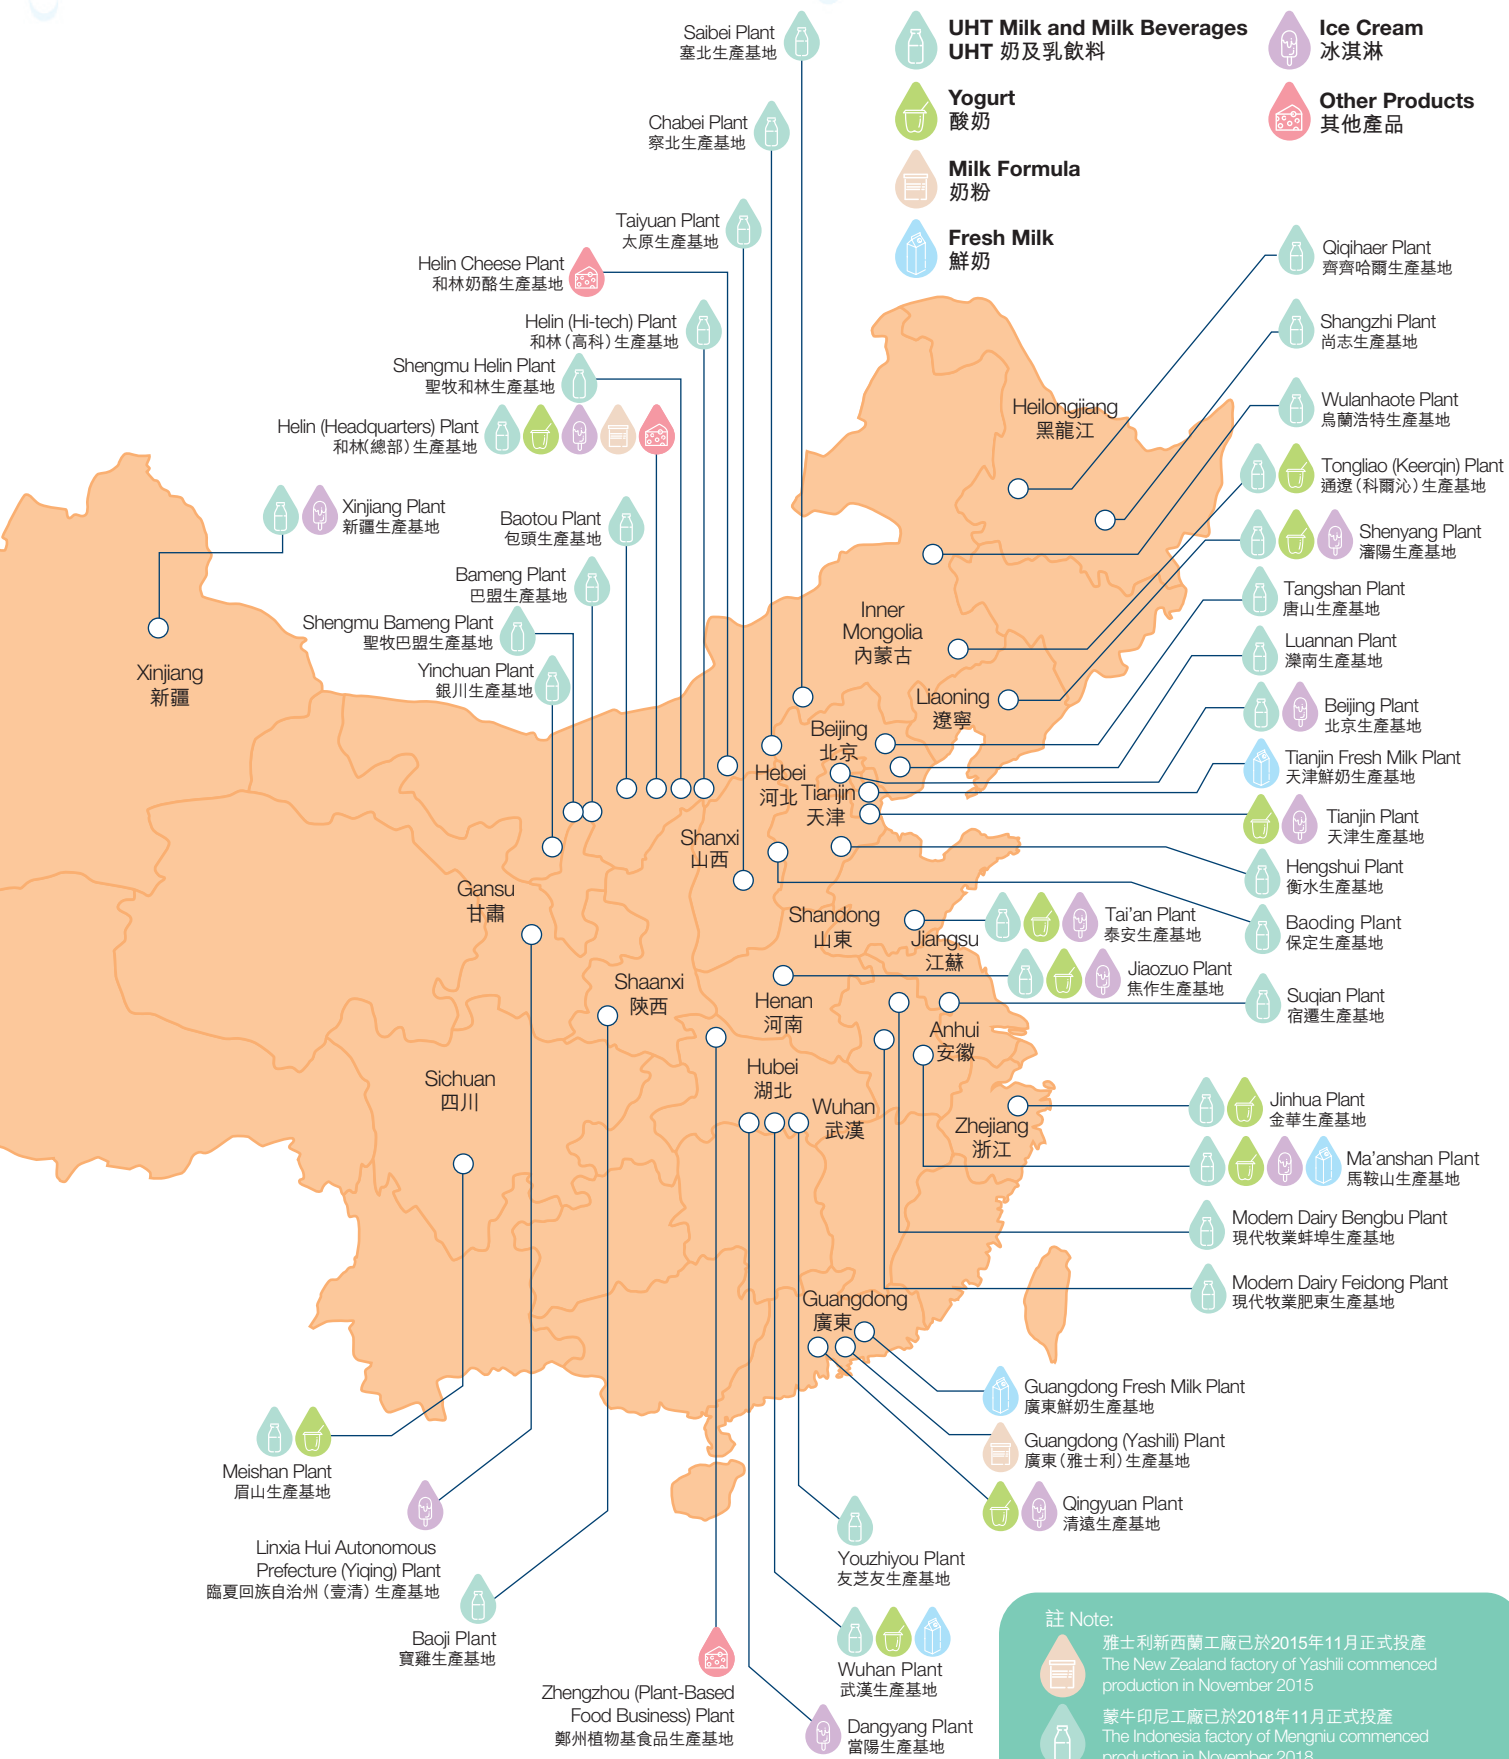 UHT Milk and Milk Beverages
UHT 奶及乳飲料
Yogurt
酸奶
Milk Formula
奶粉
Fresh Milk
鮮奶
Ice Cream
冰淇淋
Other Products
其他產品
Saibei Plant
塞北生產基地
Chabei Plant
察北生產基地
Taiyuan Plant
太原生產基地
Helin Cheese Plant
和林奶酪生產基地
Helin (Hi-tech) Plant
和林（高科）生產基地
Shengmu Helin Plant
聖牧和林生產基地
Helin (Headquarters) Plant
和林(總部）生產基地
Xinjiang Plant
新疆生產基地
Baotou Plant
包頭生產基地
Bameng Plant
巴盟生產基地
Shengmu Bameng Plant
聖牧巴盟生產基地
Yinchuan Plant
銀川生產基地
Qiqihaer Plant
齊齊哈爾生產基地
Shangzhi Plant
尚志生產基地
Wulanhaote Plant
烏蘭浩特生產基地
Tongliao (Keerqin) Plant
通遼（科爾沁）生產基地
Shenyang Plant
瀋陽生產基地
Tangshan Plant
唐山生產基地
Luannan Plant
灤南生產基地
Beijing Plant
北京生產基地
Tianjin Fresh Milk Plant
天津鮮奶生產基地
Tianjin Plant
天津生產基地
Hengshui Plant
衡水生產基地
Baoding Plant
保定生產基地
Tai'an Plant
泰安生產基地
Jiaozuo Plant
焦作生產基地
Suqian Plant
宿遷生產基地
Jinhua Plant
金華生產基地
Ma'anshan Plant
馬鞍山生產基地
Modern Dairy Bengbu Plant
現代牧業蚌埠生產基地
Modern Dairy Feidong Plant
現代牧業肥東生產基地
Heilongjiang
黑龍江
Inner
Mongolia
內蒙古
Liaoning
遼寧
Xinjiang
新疆
Beijing
北京
Hebei
河北
Tianjin
天津
Shanxi
山西
Gansu
甘肅
Shandong
山東
Jiangsu
江蘇
Shaanxi
陝西
Henan
河南
Anhui
安徽
Hubei
湖北
Sichuan
四川
Wuhan
武漢
Zhejiang
浙江
Guangdong
廣東
Guangdong Fresh Milk Plant
廣東鮮奶生產基地
Guangdong (Yashili) Plant
廣東（雅士利）生產基地
Qingyuan Plant
清遠生產基地
Meishan Plant
眉山生產基地
Linxia Hui Autonomous
Prefecture (Yiqing) Plant
臨夏回族自治州（壹清）生產基地
Baoji Plant
寶雞生產基地
Youzhiyou Plant
友芝友生產基地
Wuhan Plant
武漢生產基地
Zhengzhou (Plant-Based
Food Business) Plant
鄭州植物基食品生產基地
Dangyang Plant
當陽生產基地
註 Note:
雅士利新西蘭工廠已於2015年11月正式投產
The New Zealand factory of Yashili commenced
production in November 2015
蒙牛印尼工廠已於2018年11月正式投產
The Indonesia factory of Mengniu commenced
production in November 2018